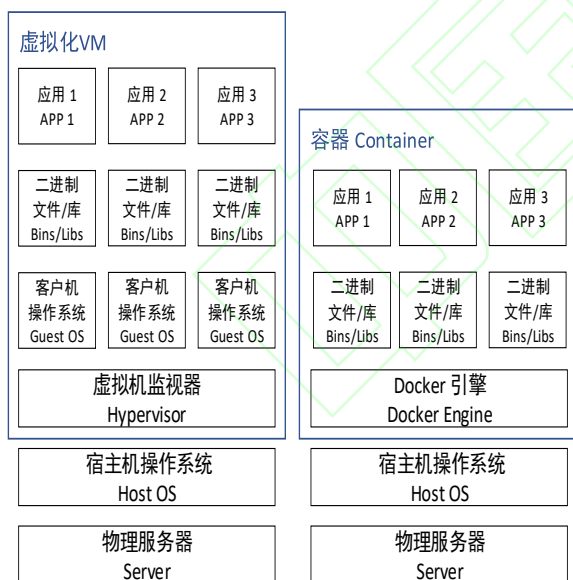 虚拟化VM
应用 1
APP 1
应用 2
APP 2
应用 3
APP 3
二进制
文件/库
Bins/Libs
二进制
文件/库
Bins/Libs
二进制
文件/库
Bins/Libs
客户机
操作系统
Guest OS
客户机
操作系统
Guest OS
客户机
操作系统
Guest OS
虚拟机监视器
Hypervisor
宿主机操作系统
Host OS
物理服务器
Server
容器 Container
应用 1
APP 1
应用 2
APP 2
应用 3
APP 3
二进制
文件/库
Bins/Libs
二进制
文件/库
Bins/Libs
二进制
文件/库
Bins/Libs
Docker 引擎
Docker Engine
宿主机操作系统
Host OS
物理服务器
Server